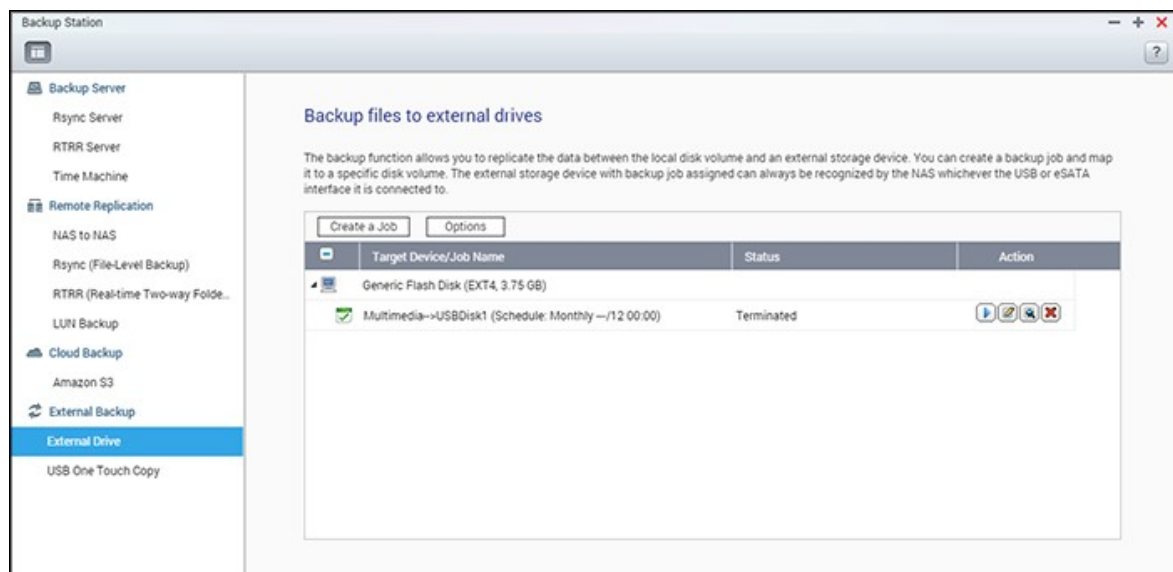 Backup Station
?
Backup Server
Rsync Server
RTRR Server
Time Machine
Remote Replication
NAS to NAS
Rsync (File-Level Backup)
RTRR (Real-time Two-way Folde..
LUN Backup
Cloud Backup
Amazon S3
External Backup
External Drive
USB One Touch Copy
Backup files to external drives
The backup function allows you to replicate the data between the local disk volume and an external storage device. You can create a backup job and map
it to a specific disk volume. The external storage device with backup job assigned can always be recognized by the NAS whichever the USB or eSATA
interface it is connected to.
Create a Job Options
Target Device/Job Name Status Action
Generic Flash Disk (EXT4, 3.75 GB)
Multimedia-->USBDisk1 (Schedule: Monthly --/12 00:00) Terminated